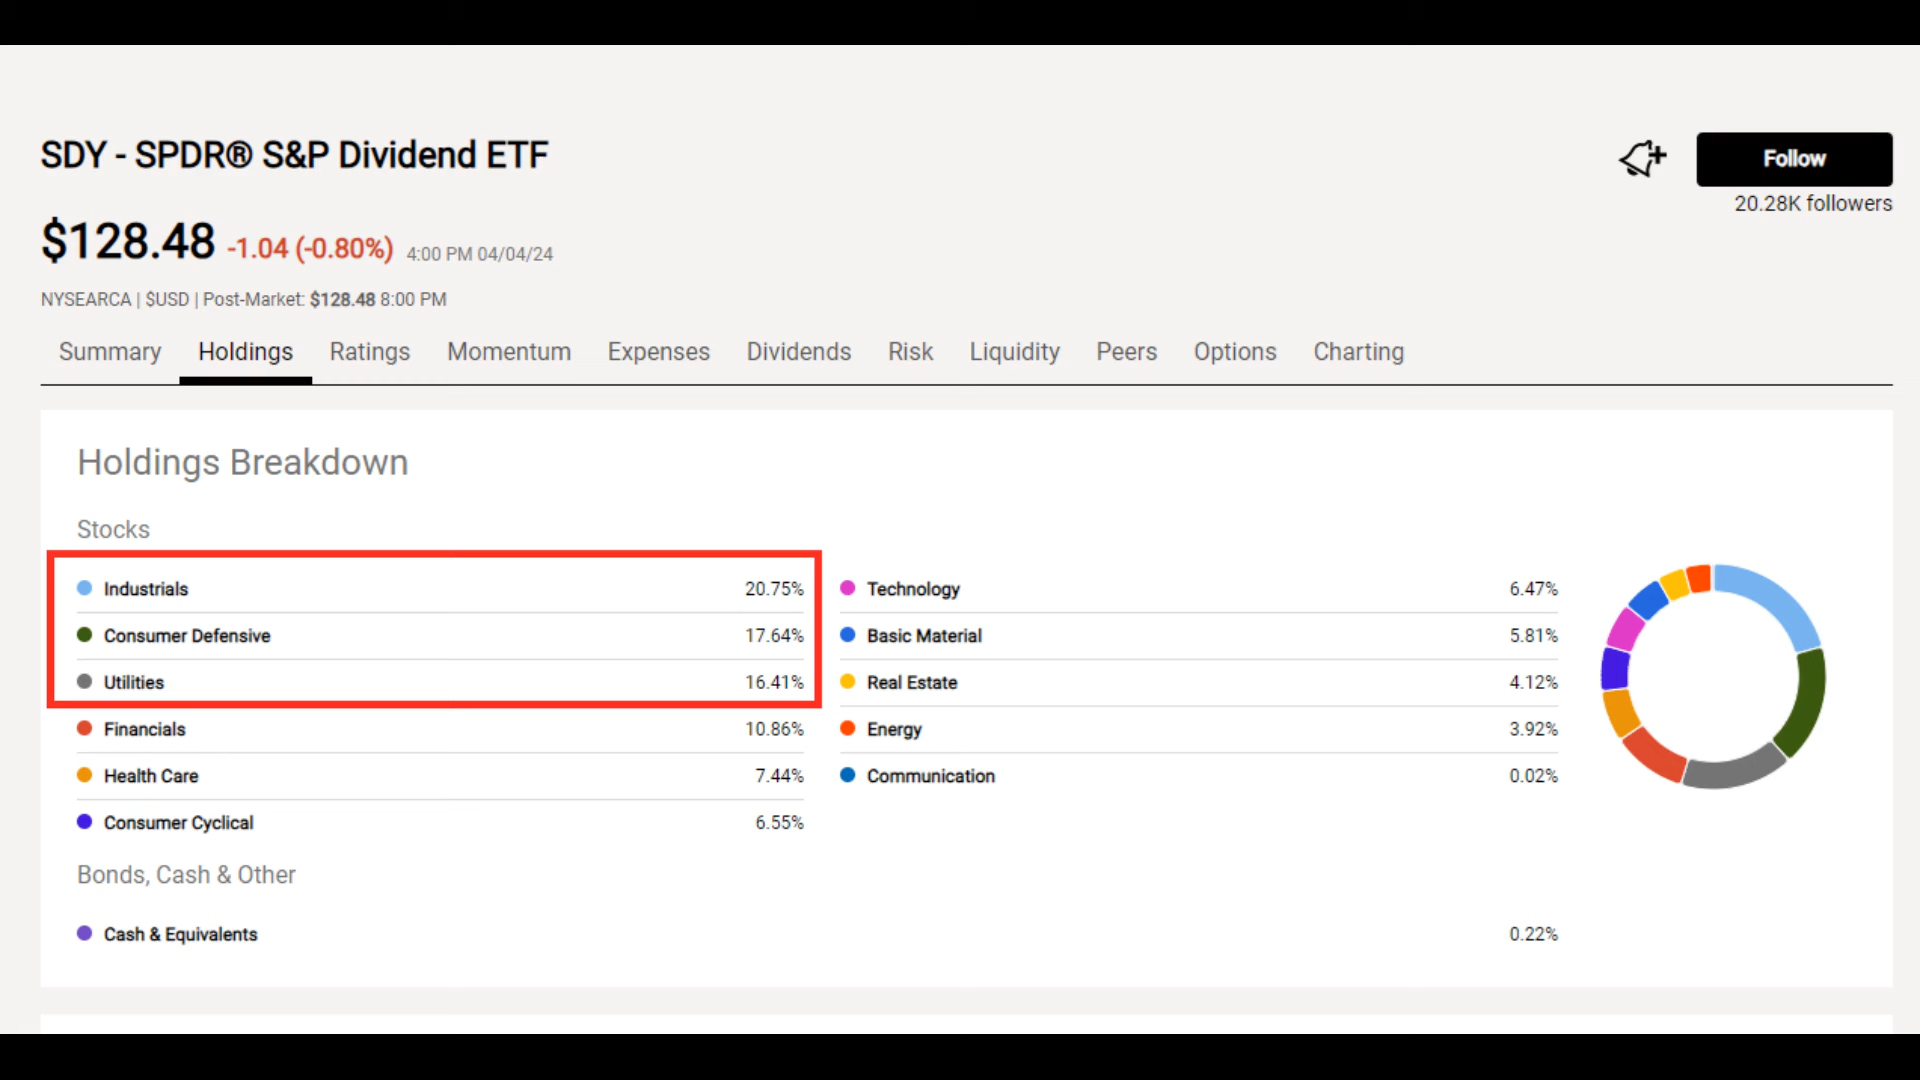 SDY - SPDR® S&P Dividend ETF
Follow
20.28K followers
$128.48 -1.04 (-0.80%) 4:00 PM 04/04/24
NYSEARCA | $USD | Post-Market: $128.48 8:00 PM
Summary Holdings Ratings Momentum Expenses Dividends Risk Liquidity Peers Options Charting
Holdings Breakdown
Stocks
Industrials 20.75%
Consumer Defensive 17.64%
Utilities 16.41%
Financials 10.86%
Health Care 7.44%
Consumer Cyclical 6.55%
Technology 6.47%
Basic Material 5.81%
Real Estate 4.12%
Energy 3.92%
Communication 0.02%
Bonds, Cash & Other
Cash & Equivalents 0.22%